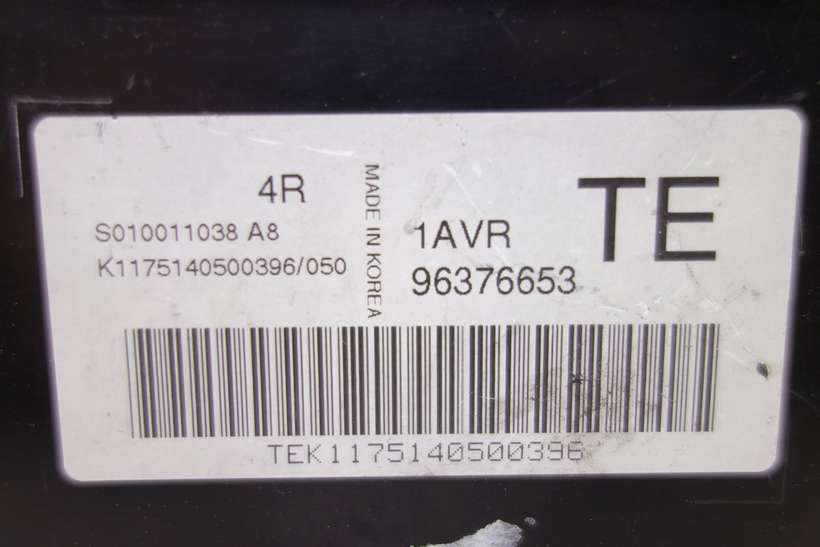 4R
S010011038 A8
K1175140500396/050
MADE IN KOREA
TE
1AVR
96376653
TEK1175140500396